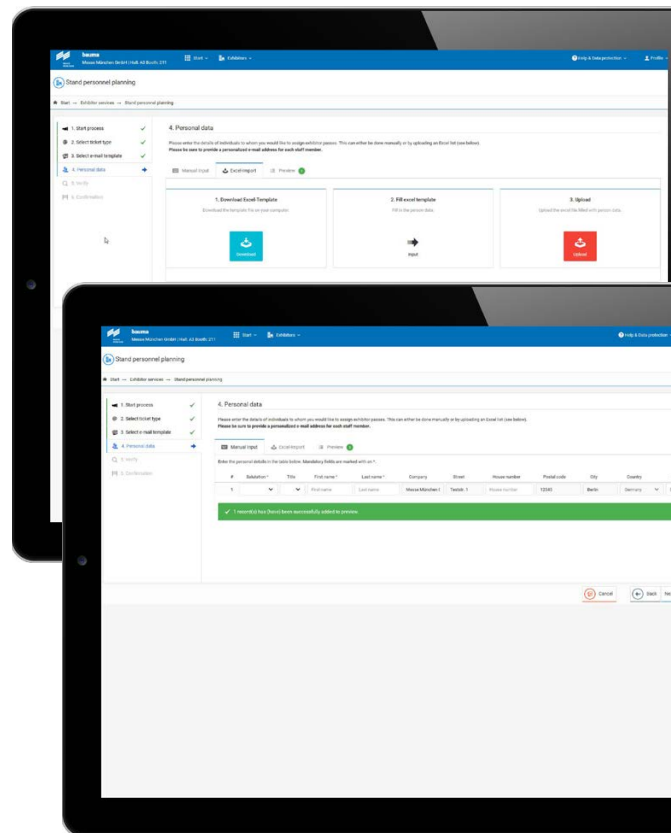 bauma
Messe München GmbH | Hall: A0 Booth: 211
Start
Exhibitors
Help & Data protection
Profile
Stand personnel planning
Start → Exhibitor services → Stand personnel planning
1. Start process
2. Select ticket type
3. Select e-mail template
4. Personal data
5. Verify
6. Confirmation
4. Personal data
Please enter the details of individuals to whom you would like to assign exhibitor passes. This can either be done manually or by uploading an Excel list (see below).
Please be sure to provide a personalized e-mail address for each staff member.
Manual input
Excel-Import
Preview
1. Download Excel-Template
Download the template file on your computer.
Download
2. Fill excel template
Fill in the person data.
Input
3. Upload
Upload the excel file filled with person data.
Upload
bauma
Messe München GmbH | Hall: A0 Booth: 211
Start
Exhibitors
Help & Data protection
Stand personnel planning
Start → Exhibitor services → Stand personnel planning
1. Start process
2. Select ticket type
3. Select e-mail template
4. Personal data
5. Verify
6. Confirmation
4. Personal data
Please enter the details of individuals to whom you would like to assign exhibitor passes. This can either be done manually or by uploading an Excel list (see below).
Please be sure to provide a personalized e-mail address for each staff member.
Manual input
Excel-Import
Preview
Enter the personal details in the table below. Mandatory fields are marked with an *.
# Salutation * Title First name * Last name * Company Street House number Postal code City Country
1 First name Last name Messe München Teststr. 1 House number 12345 Berlin Germany
1 record(s) has (have) been successfully added to preview.
Cancel
Back